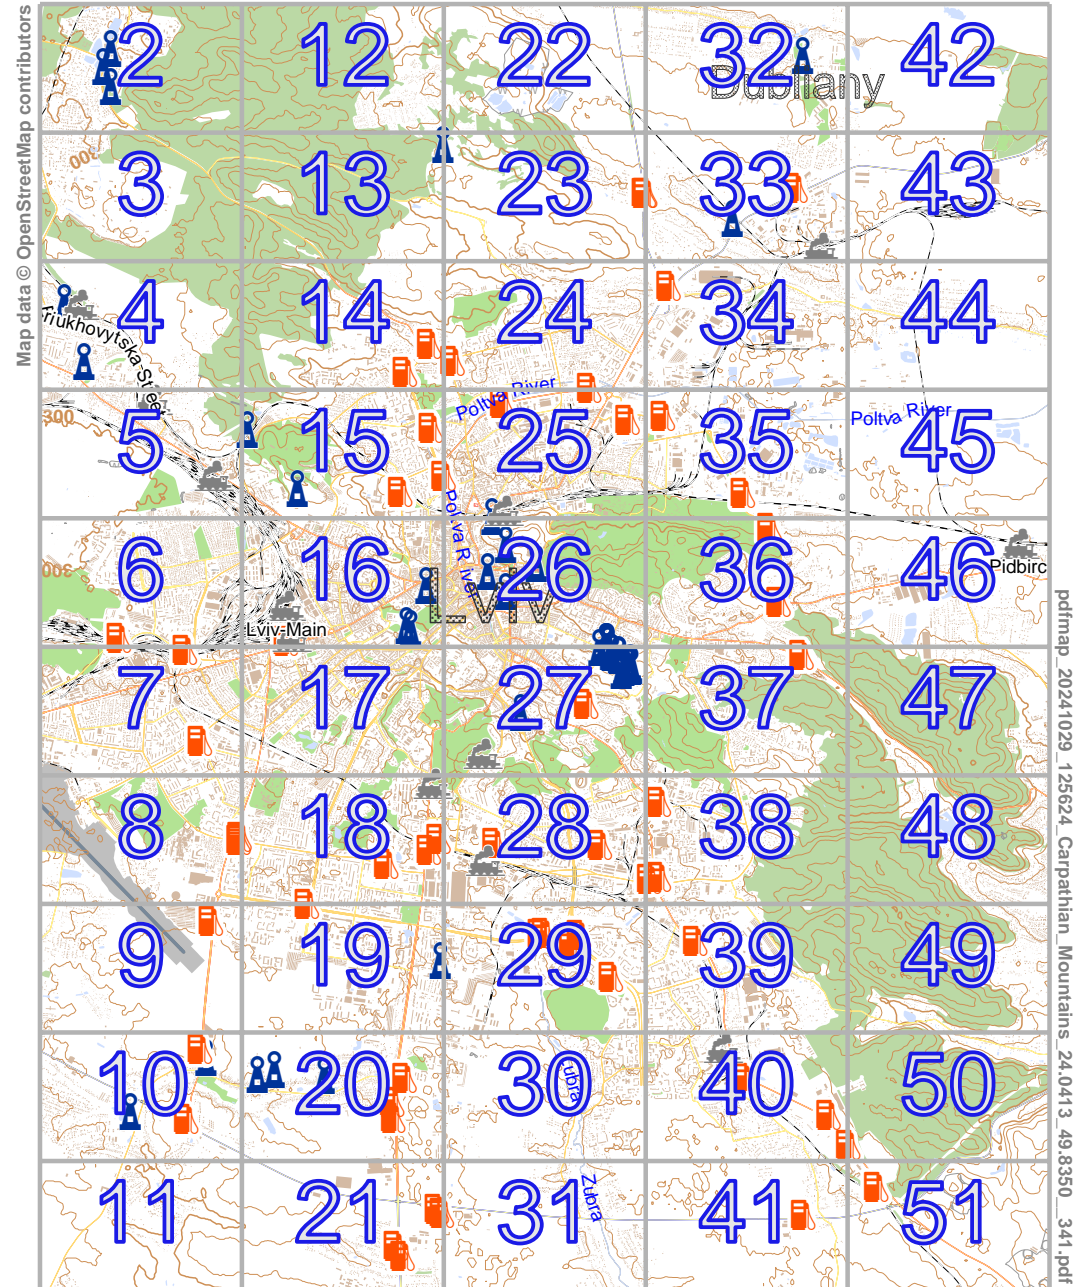 Map data © OpenStreetMap contributors
2 12 22 32 42
Dubliany
300
3 13 23 33 43
4 14 24 34 44
Poltva River
300
Poltva River
5 15 25 35 45
Poltva River
6 16 26 36 46
300
Pidbirc
Lviv
Lviv-Main
7 17 27 37 47
8 18 28 38 48
9 19 29 39 49
10 20 30 40 50
Zubra
11 21 31 41 51
Zubra
pdfmap_20241029_125624_Carpathian_Mountains_24.0413_49.8350__341.pdf